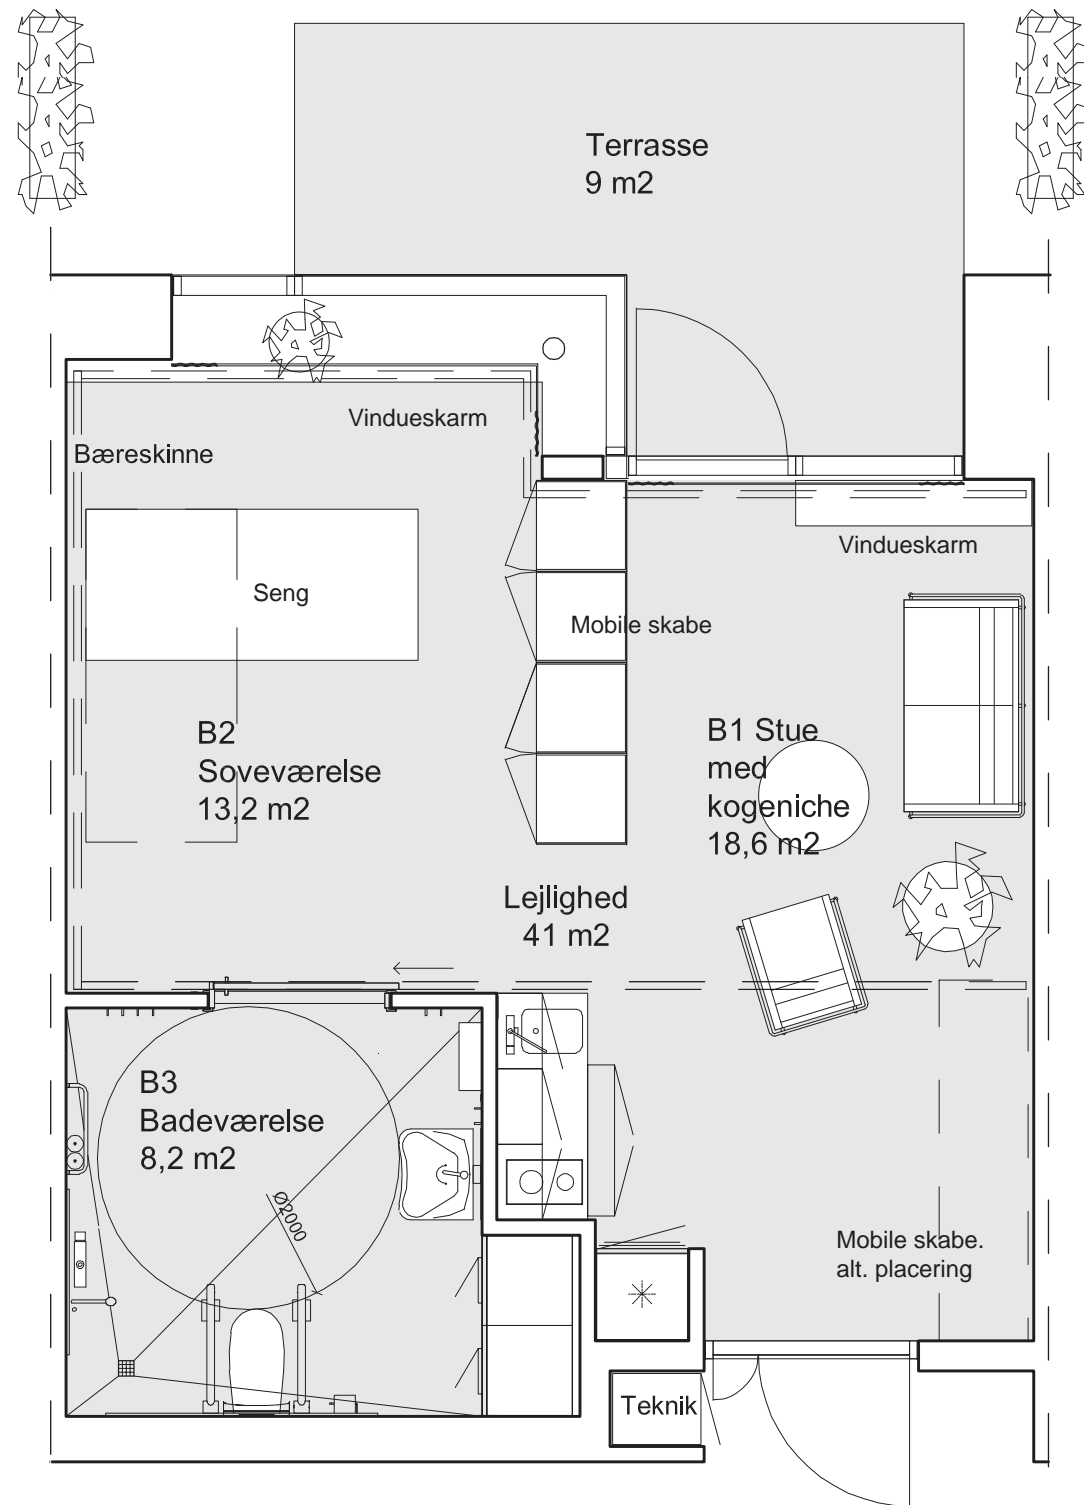 Terrasse
9 m2
Vindueskarm
Bæreskinne
Vindueskarm
Seng
Mobile skabe
B2
Soveværelse
13,2 m2
B1 Stue
med
kogeniche
18,6 m2
Lejlighed
41 m2
B3
Badeværelse
8,2 m2
Ø2000
Mobile skabe.
alt. placering
Teknik